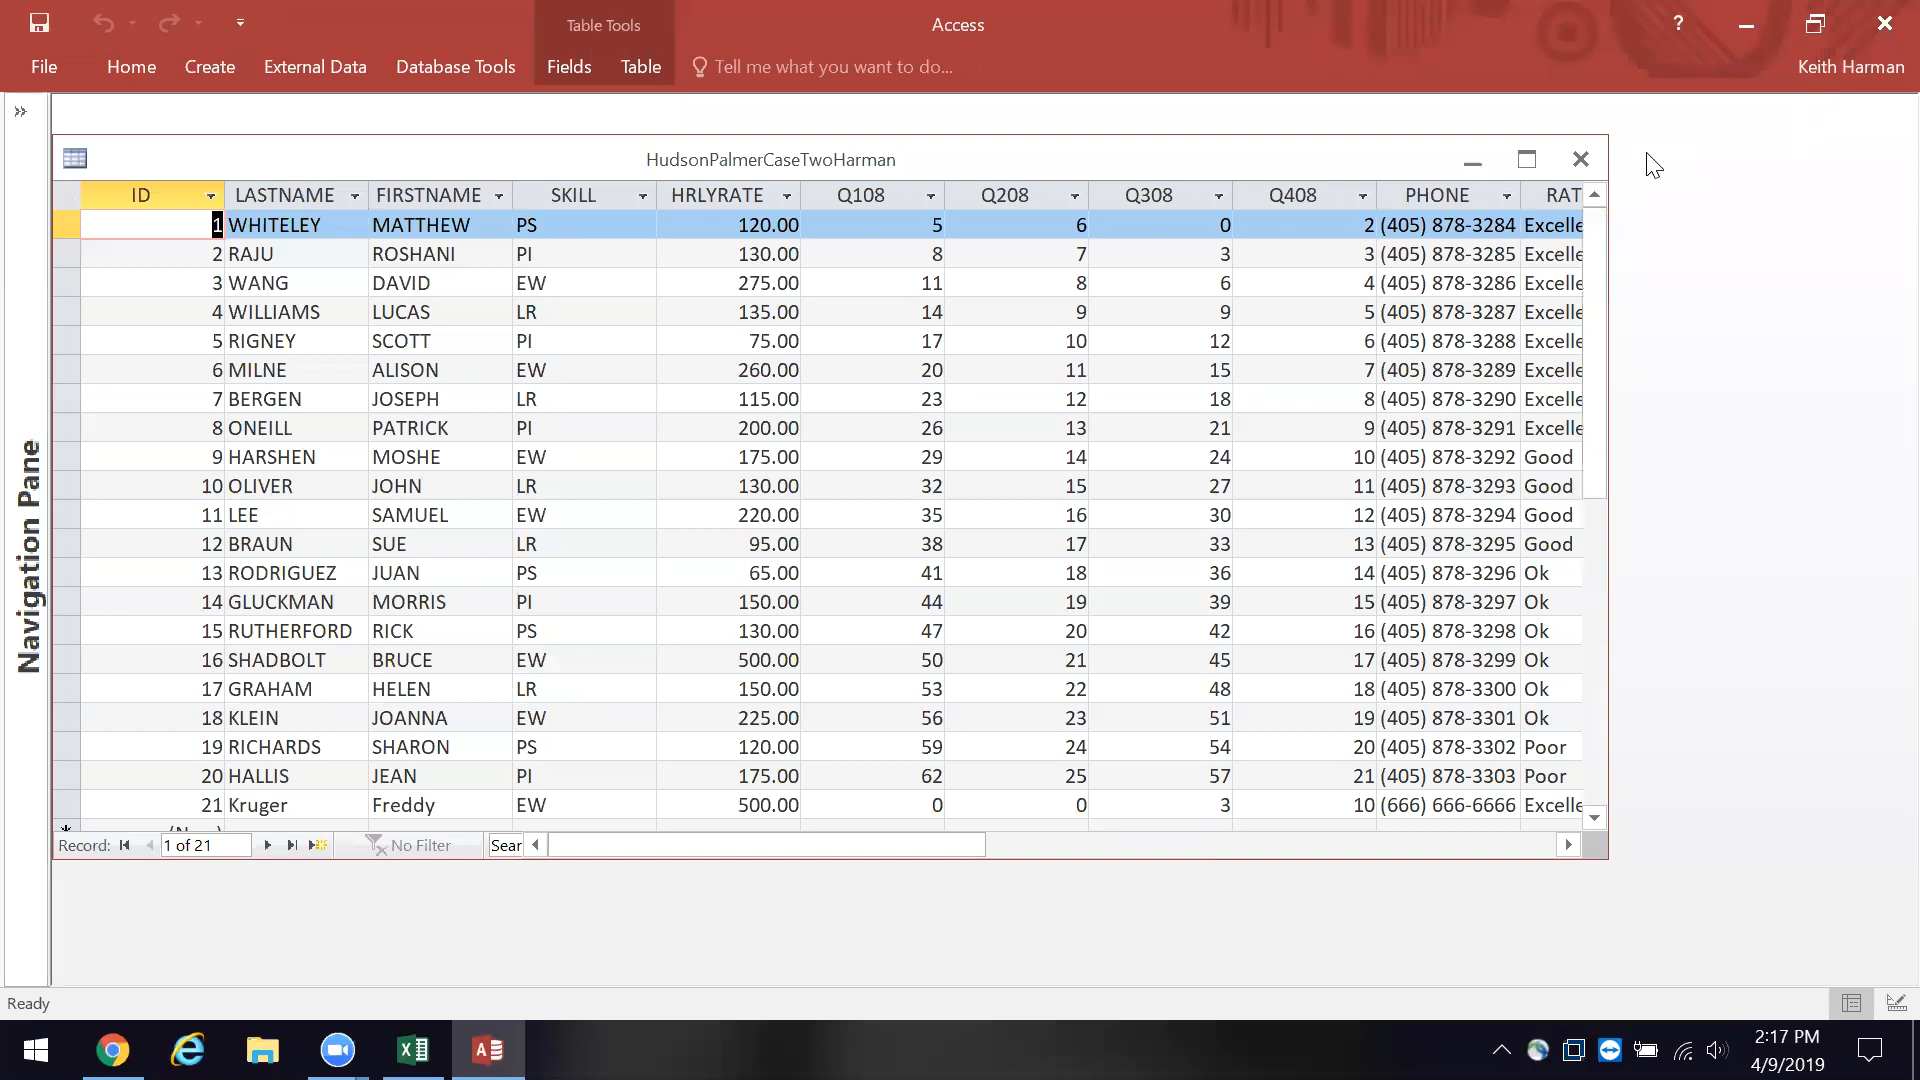 Table Tools
Access
?
File Home Create External Data Database Tools Fields Table Tell me what you want to do... Keith Harman
Navigation Pane
HudsonPalmerCaseTwoHarman
ID LASTNAME FIRSTNAME SKILL HRLYRATE Q108 Q208 Q308 Q408 PHONE RAT
1 WHITELEY MATTHEW PS 120.00 5 6 0 2 (405) 878-3284 Excelle
2 RAJU ROSHANI PI 130.00 8 7 3 3 (405) 878-3285 Excelle
3 WANG DAVID EW 275.00 11 8 6 4 (405) 878-3286 Excelle
4 WILLIAMS LUCAS LR 135.00 14 9 9 5 (405) 878-3287 Excelle
5 RIGNEY SCOTT PI 75.00 17 10 12 6 (405) 878-3288 Excelle
6 MILNE ALISON EW 260.00 20 11 15 7 (405) 878-3289 Excelle
7 BERGEN JOSEPH LR 115.00 23 12 18 8 (405) 878-3290 Excelle
8 ONEILL PATRICK PI 200.00 26 13 21 9 (405) 878-3291 Excelle
9 HARSHEN MOSHE EW 175.00 29 14 24 10 (405) 878-3292 Good
10 OLIVER JOHN LR 130.00 32 15 27 11 (405) 878-3293 Good
11 LEE SAMUEL EW 220.00 35 16 30 12 (405) 878-3294 Good
12 BRAUN SUE LR 95.00 38 17 33 13 (405) 878-3295 Good
13 RODRIGUEZ JUAN PS 65.00 41 18 36 14 (405) 878-3296 Ok
14 GLUCKMAN MORRIS PI 150.00 44 19 39 15 (405) 878-3297 Ok
15 RUTHERFORD RICK PS 130.00 47 20 42 16 (405) 878-3298 Ok
16 SHADBOLT BRUCE EW 500.00 50 21 45 17 (405) 878-3299 Ok
17 GRAHAM HELEN LR 150.00 53 22 48 18 (405) 878-3300 Ok
18 KLEIN JOANNA EW 225.00 56 23 51 19 (405) 878-3301 Ok
19 RICHARDS SHARON PS 120.00 59 24 54 20 (405) 878-3302 Poor
20 HALLIS JEAN PI 175.00 62 25 57 21 (405) 878-3303 Poor
21 Kruger Freddy EW 500.00 0 0 3 10 (666) 666-6666 Excelle
Record: 1 of 21 No Filter Sear
Ready
2:17 PM
4/9/2019